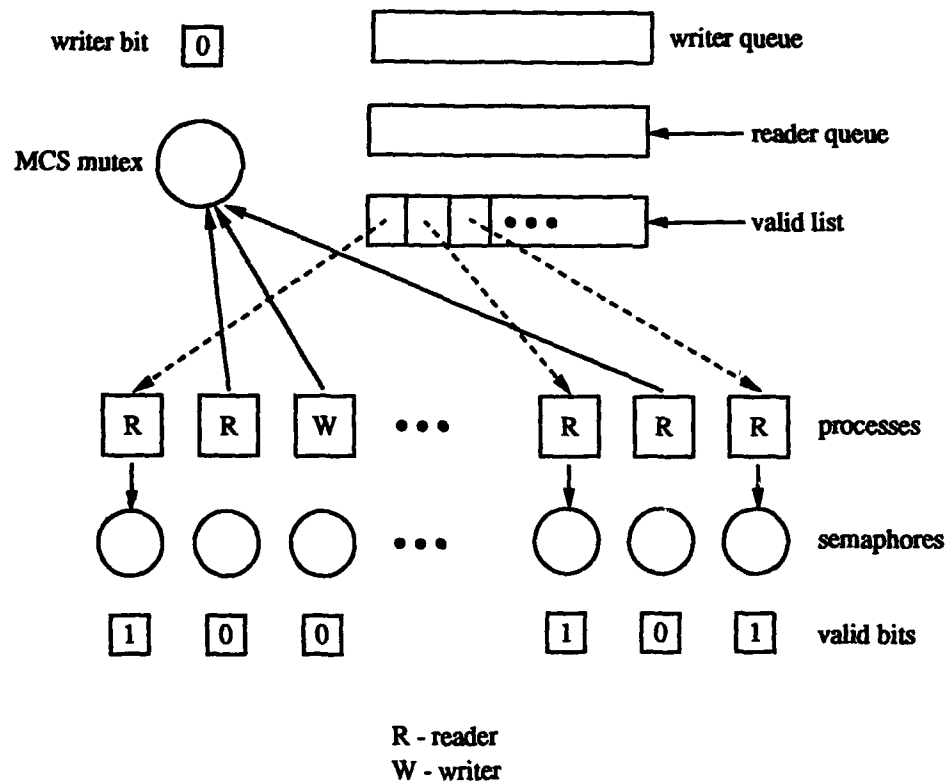 writer bit 0 writer queue
MCS mutex reader queue
valid list
R R W R R R processes
semaphores
1 0 0 1 0 1 valid bits
R - reader
W - writer